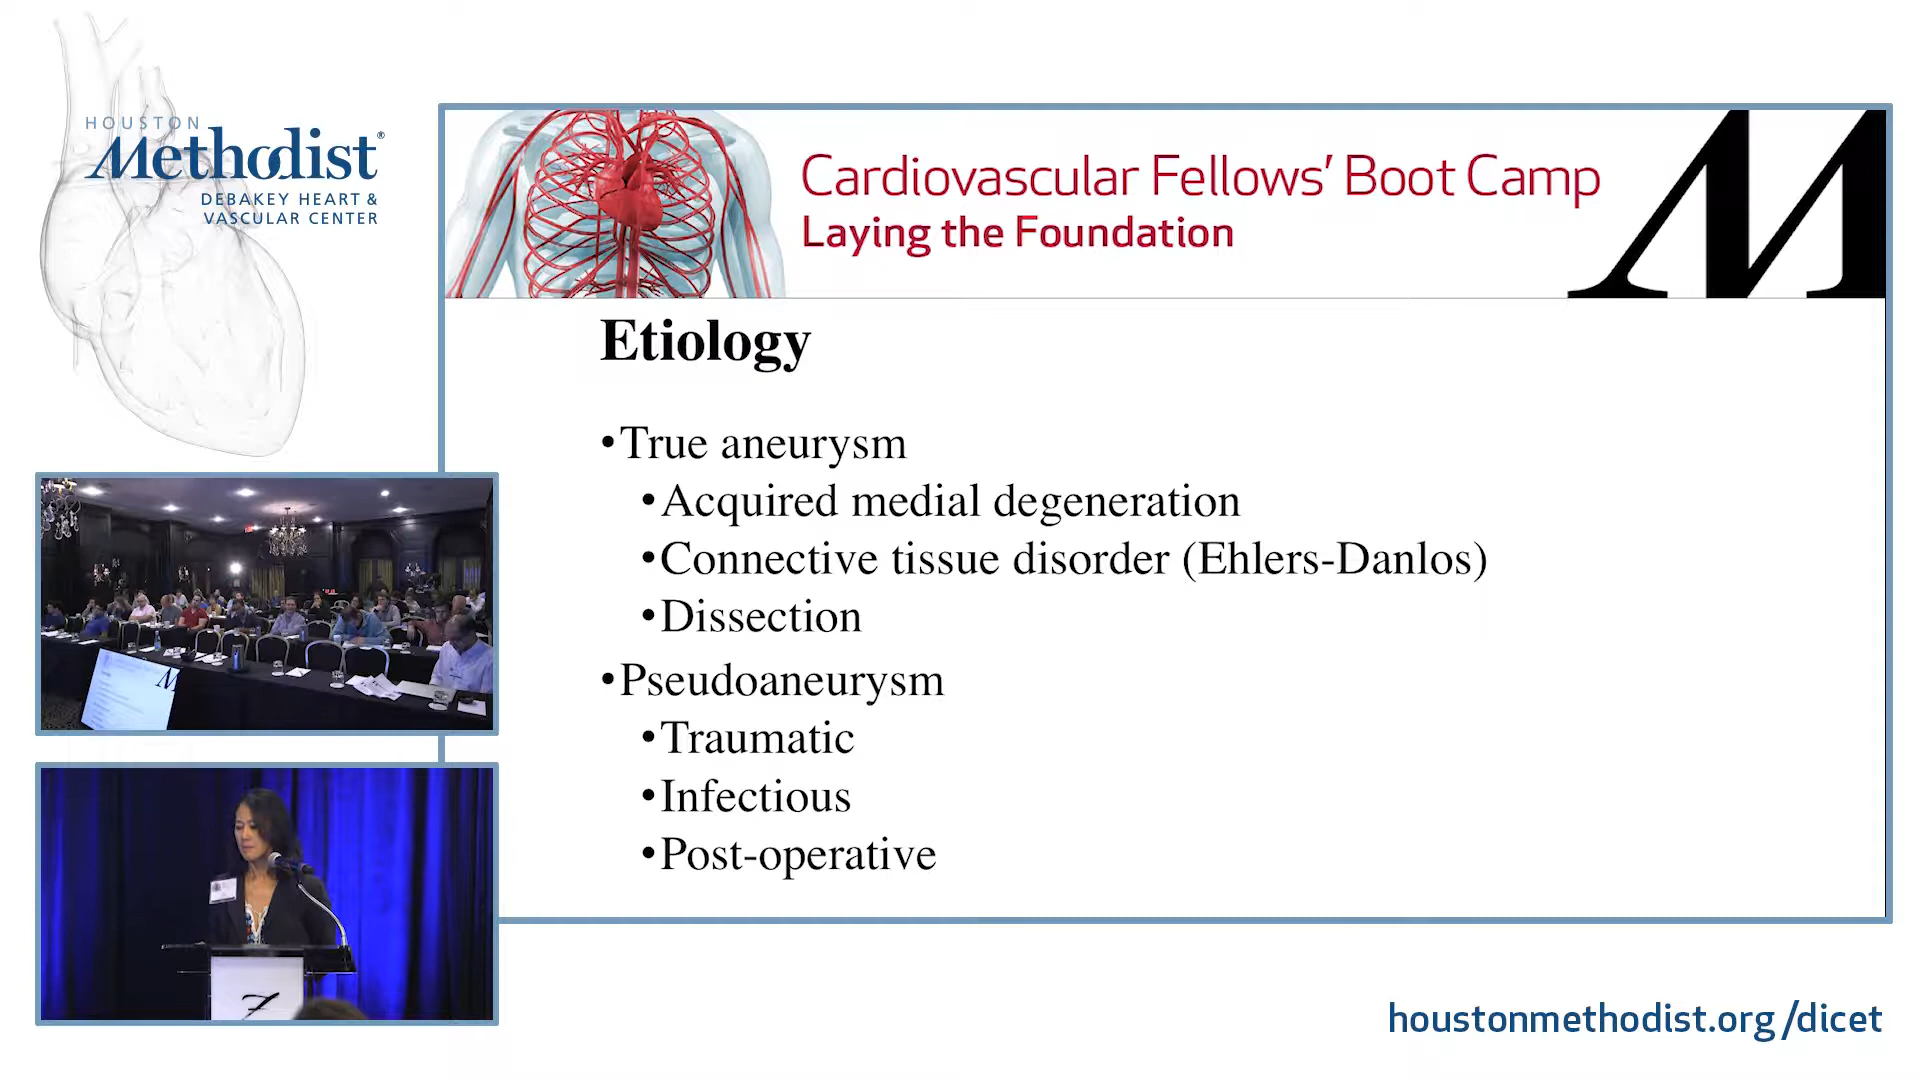 HOUSTON
Methodist®
DEBAKEY HEART &
VASCULAR CENTER
Cardiovascular Fellows’ Boot Camp
Laying the Foundation
M
Etiology
•True aneurysm
•Acquired medial degeneration
•Connective tissue disorder (Ehlers-Danlos)
•Dissection
•Pseudoaneurysm
•Traumatic
•Infectious
•Post-operative
houstonmethodist.org/dicet